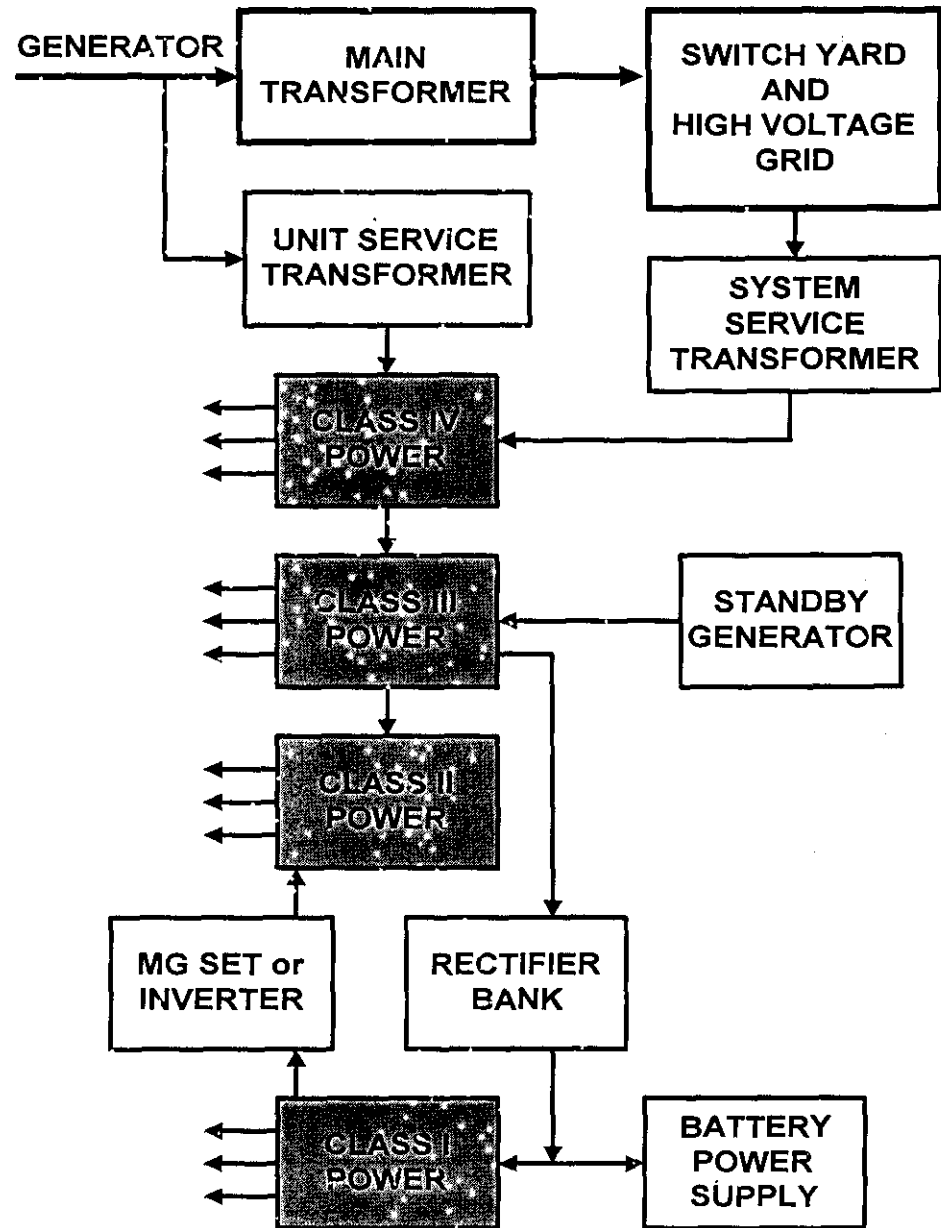 GENERATOR
MAIN
TRANSFORMER
SWITCH YARD
AND
HIGH VOLTAGE
GRID
UNIT SERVICE
TRANSFORMER
SYSTEM
SERVICE
TRANSFORMER
CLASS IV
POWER
CLASS III
POWER
STANDBY
GENERATOR
CLASS II
POWER
MG SET or
INVERTER
RECTIFIER
BANK
CLASS I
POWER
BATTERY
POWER
SUPPLY